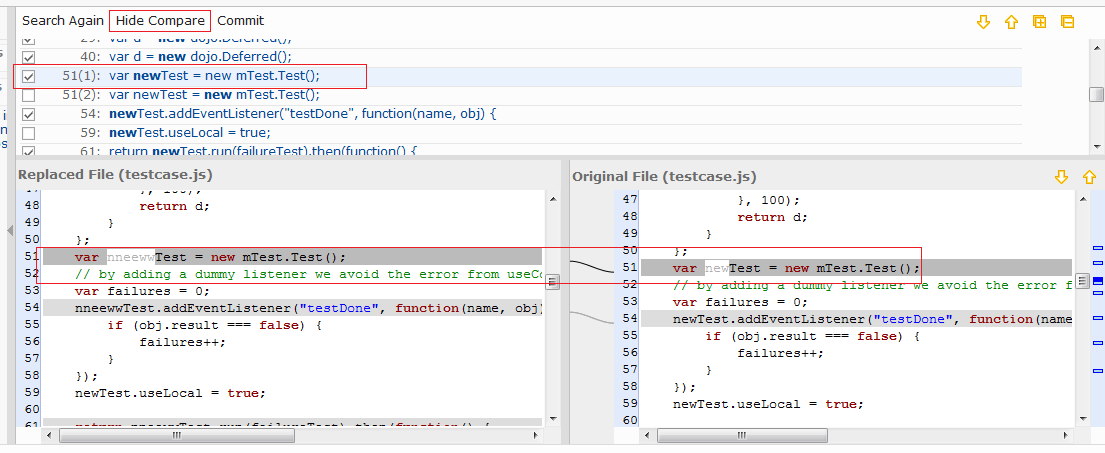 Search Again Hide Compare Commit
29: var d = new dojo.Deferred();
40: var d = new dojo.Deferred();
51(1): var newTest = new mTest.Test();
51(2): var newTest = new mTest.Test();
54: newTest.addEventListener("testDone", function(name, obj) {
59: newTest.useLocal = true;
61: return newTest.run(failureTest).then(function() {
Replaced File (testcase.js)
47 }, 100);
48 return d;
49 }
50 };
51 var nneewwTest = new mTest.Test();
52 // by adding a dummy listener we avoid the error from useCo
53 var failures = 0;
54 nneewwTest.addEventListener("testDone", function(name, obj)
55 if (obj.result === false) {
56 failures++;
57 }
58 });
59 newTest.useLocal = true;
60
61 return nneewwTest.run(failureTest).then(function() {
Original File (testcase.js)
47 }, 100);
48 return d;
49 }
50 };
51 var newTest = new mTest.Test();
52 // by adding a dummy listener we avoid the error f
53 var failures = 0;
54 newTest.addEventListener("testDone", function(name
55 if (obj.result === false) {
56 failures++;
57 }
58 });
59 newTest.useLocal = true;
60